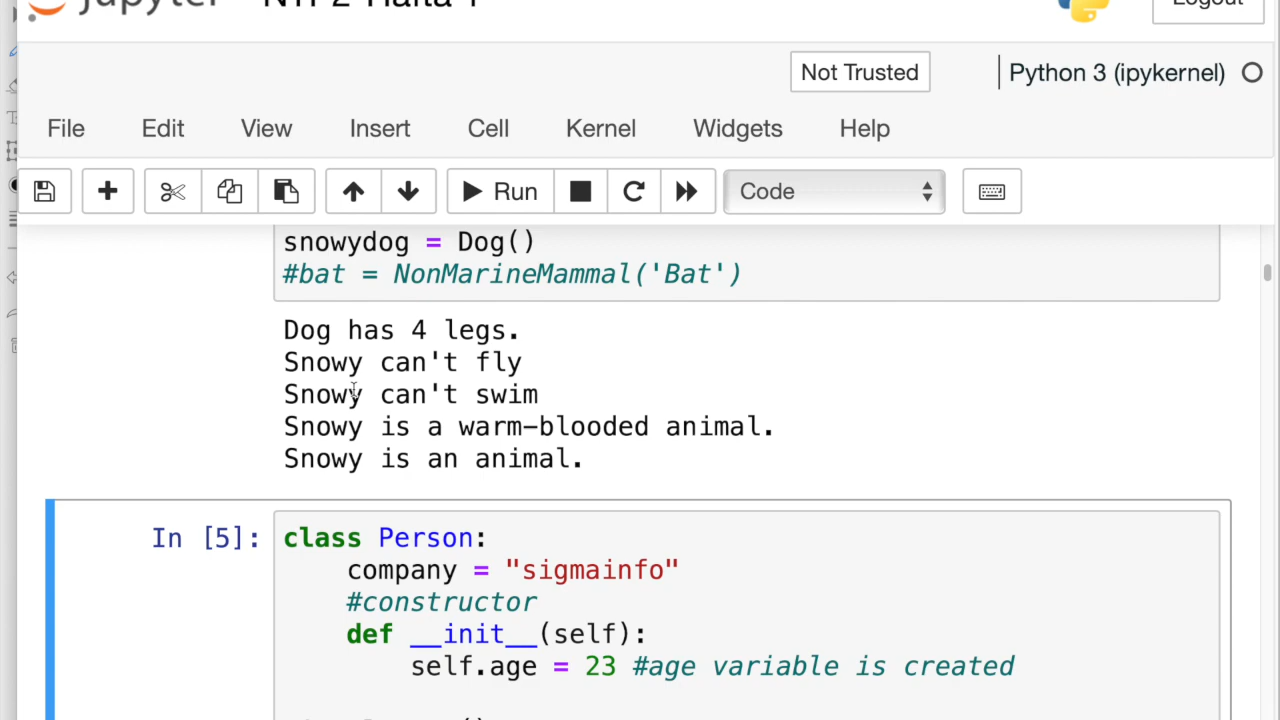 Not Trusted
Python 3 (ipykernel)
File Edit View Insert Cell Kernel Widgets Help
Run
Code
snowydog = Dog()
#bat = NonMarineMammal('Bat')
Dog has 4 legs.
Snowy can't fly
Snowy can't swim
Snowy is a warm-blooded animal.
Snowy is an animal.
In [5]:
class Person:
company = "sigmainfo"
#constructor
def __init__(self):
self.age = 23 #age variable is created